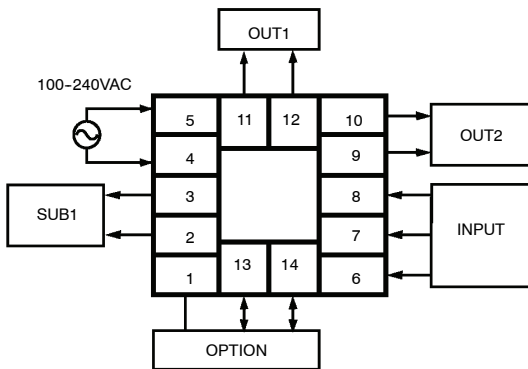 OUT1
100-240VAC
5 11 12 10
OUT2
4 9
3 8
SUB1
2 7
INPUT
13 14
1 6
OPTION